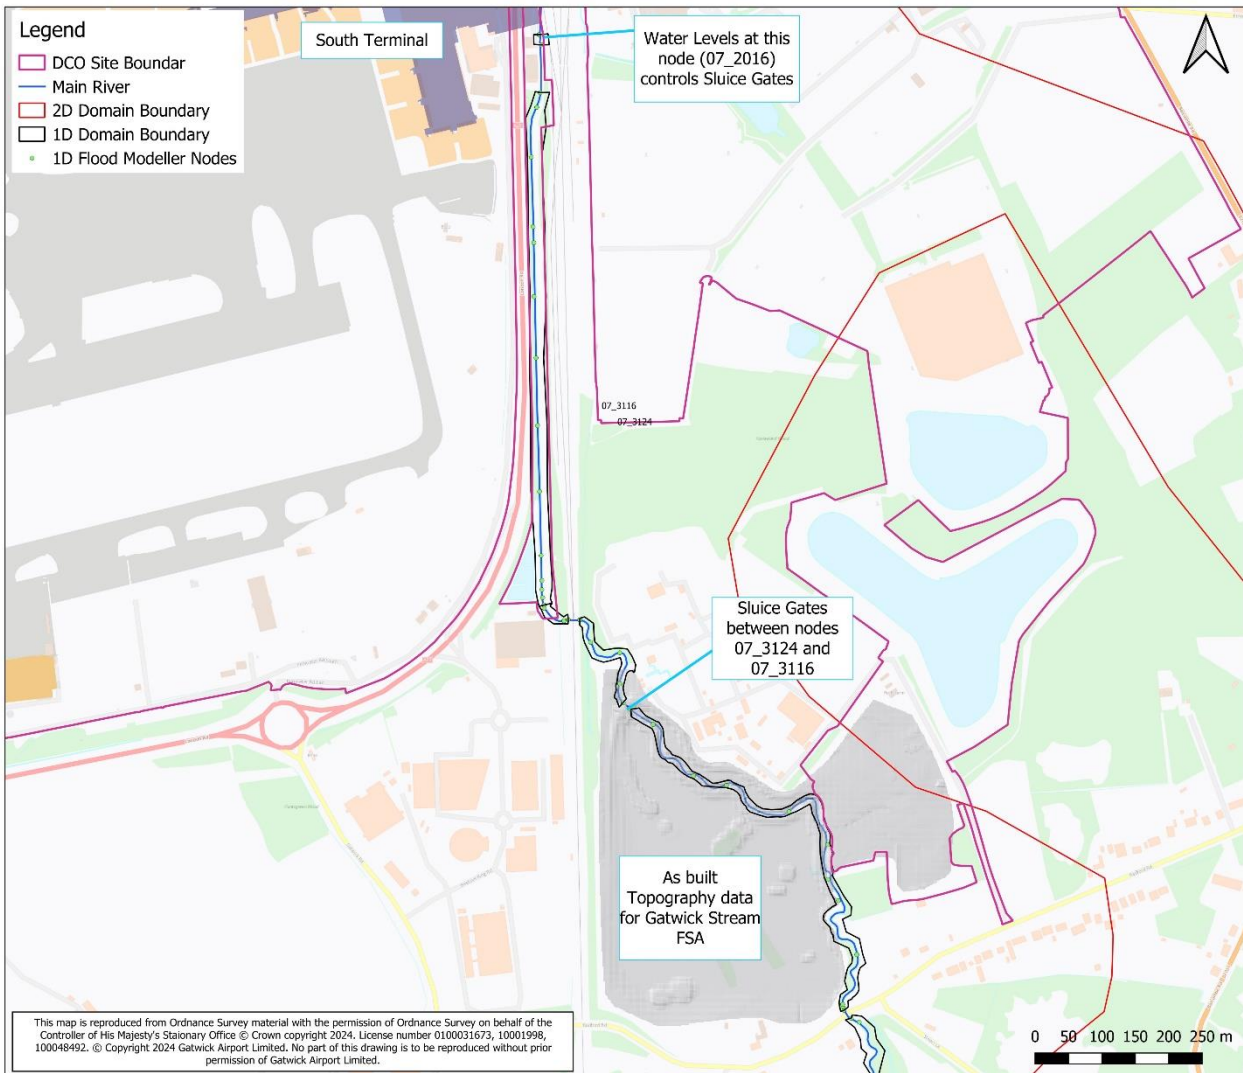 Legend
DCO Site Boundar
Main River
2D Domain Boundary
1D Domain Boundary
1D Flood Modeller Nodes
South Terminal
Water Levels at this
node (07_2016)
controls Sluice Gates
07_3116
07_3124
Sluice Gates
between nodes
07_3124 and
07_3116
As built
Topography data
for Gatwick Stream
FSA
This map is reproduced from Ordnance Survey material with the permission of Ordnance Survey on behalf of the
Controller of His Majesty's Staionary Office © Crown copyright 2024. License number 0100031673, 10001998,
100048492. © Copyright 2024 Gatwick Airport Limited. No part of this drawing is to be reproduced without prior
permission of Gatwick Airport Limited.
0 50 100 150 200 250 m